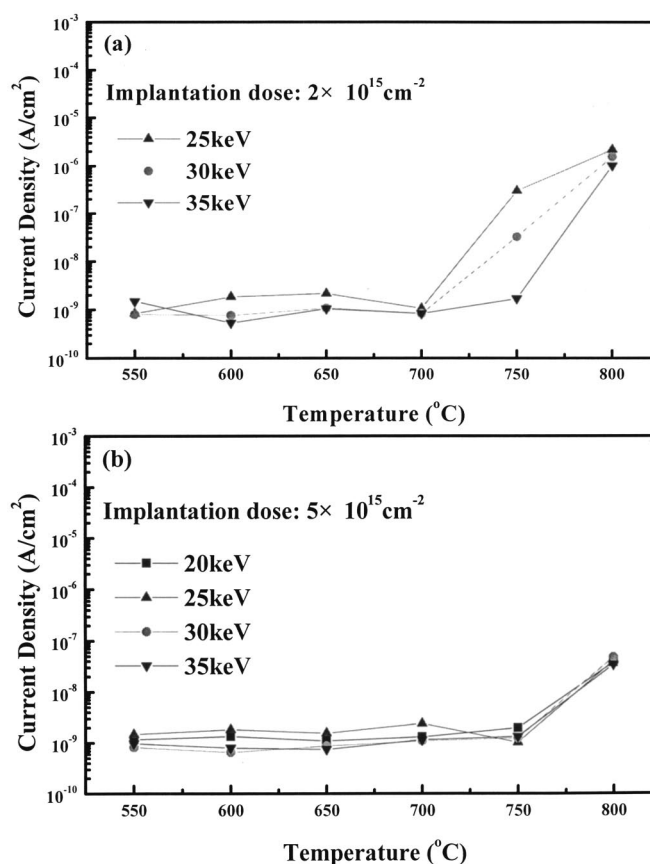 (a)
Implantation dose: 2× 10¹⁵cm⁻²
25keV
30keV
35keV
Current Density (A/cm²)
10⁻³
10⁻⁴
10⁻⁵
10⁻⁶
10⁻⁷
10⁻⁸
10⁻⁹
10⁻¹⁰
550 600 650 700 750 800
Temperature (°C)
(b)
Implantation dose: 5× 10¹⁵cm⁻²
20keV
25keV
30keV
35keV
Current Density (A/cm²)
10⁻³
10⁻⁴
10⁻⁵
10⁻⁶
10⁻⁷
10⁻⁸
10⁻⁹
10⁻¹⁰
550 600 650 700 750 800
Temperature (°C)